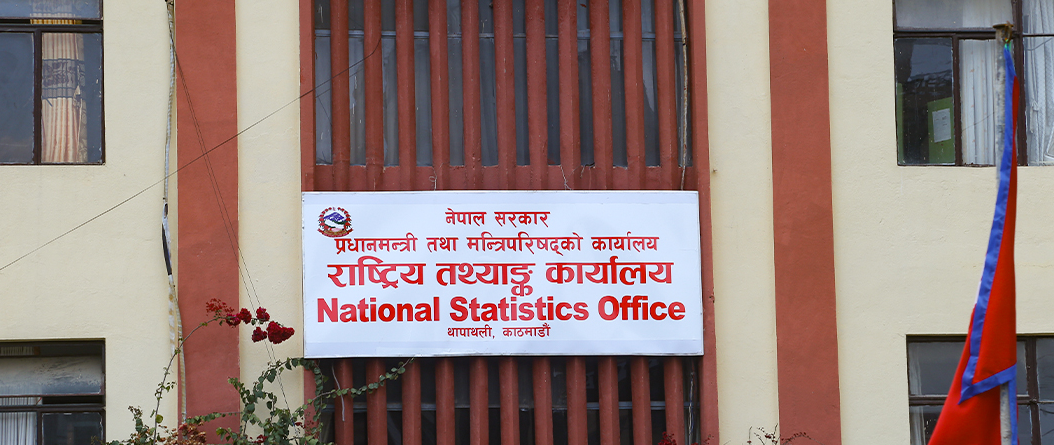 नेपाल सरकार
प्रधानमन्त्री तथा मन्त्रिपरिषद्को कार्यालय
राष्ट्रिय तथ्याङ्क कार्यालय
National Statistics Office
थापाथली, काठमाडौं